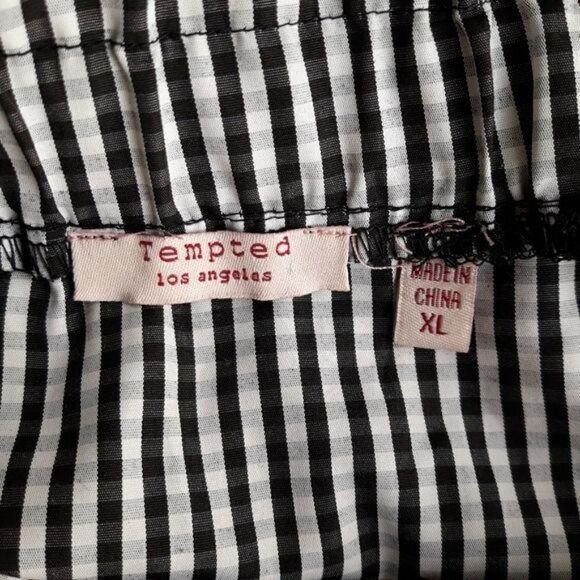 Tempted
los angeles
MADE IN
CHINA
XL